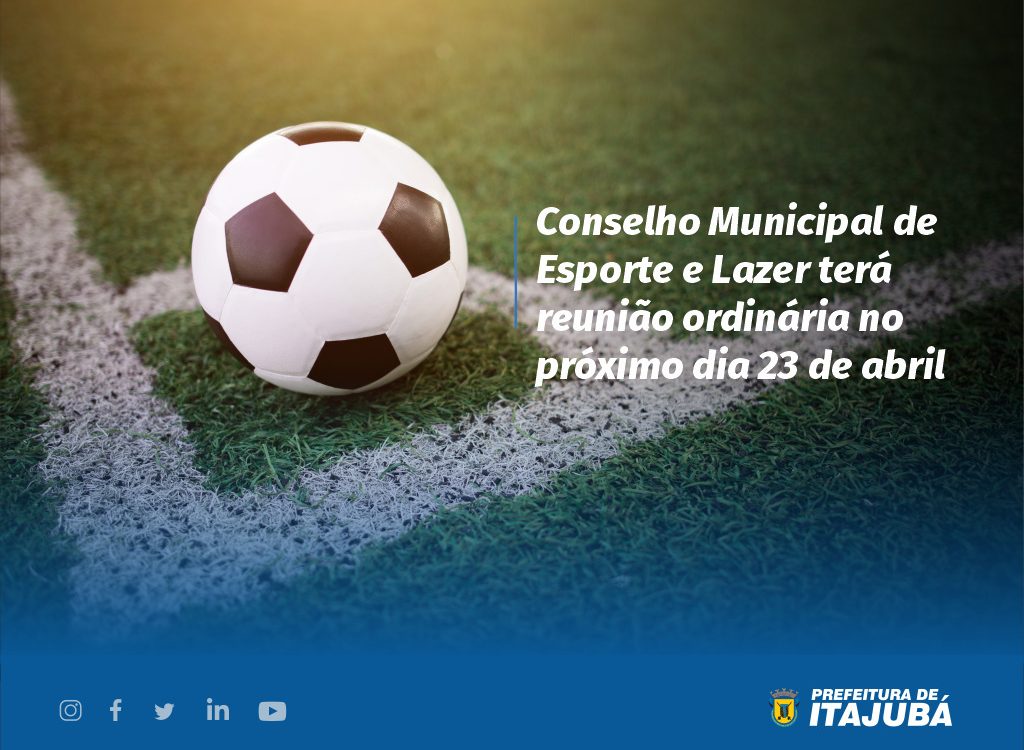 Conselho Municipal de
Esporte e Lazer terá
reunião ordinária no
próximo dia 23 de abril
PREFEITURA DE
ITAJUBÁ